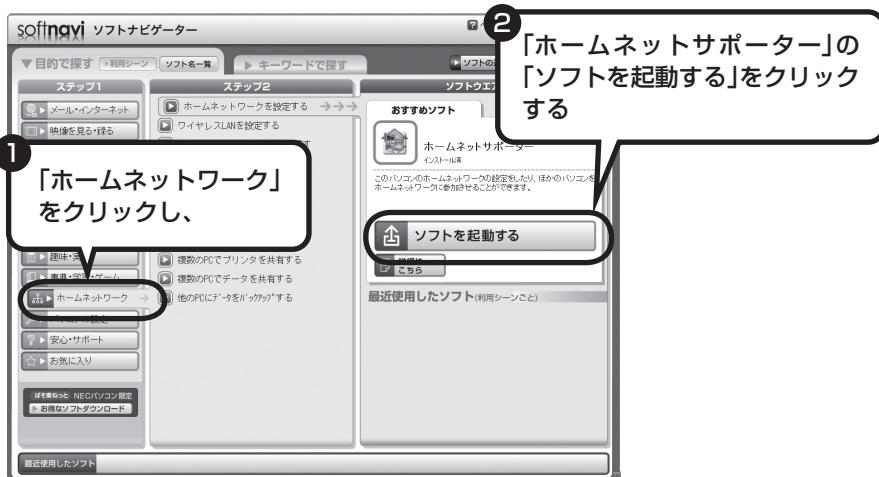 softnavi ソフトナビゲーター
▼目的で探す ▶利用シーン ソフト名一覧 ▶ キーワードで探す
ステップ1
ステップ2
メール・インターネット
映像を見る・録る
❶
「ホームネットワーク」
をクリックし、
ホームネットワーク
安心・サポート
お気に入り
ぱそ楽ねっと NECパソコン限定
お得なソフトダウンロード
ホームネットワークを設定する
ワイヤレスLANを設定する
複数のPCでプリンタを共有する
複数のPCでデータを共有する
他のPCにデータをバックアップする
❷
「ホームネットサポーター」の
「ソフトを起動する」をクリック
する
おすすめソフト
ホームネットサポーター
インストール済
このパソコンのホームネットワークの設定をしたり、ほかのパソコンを
ホームネットワークに参加させることができます。
ソフトを起動する
こちら
最近使用したソフト(利用シーンごと)
最近使用したソフト